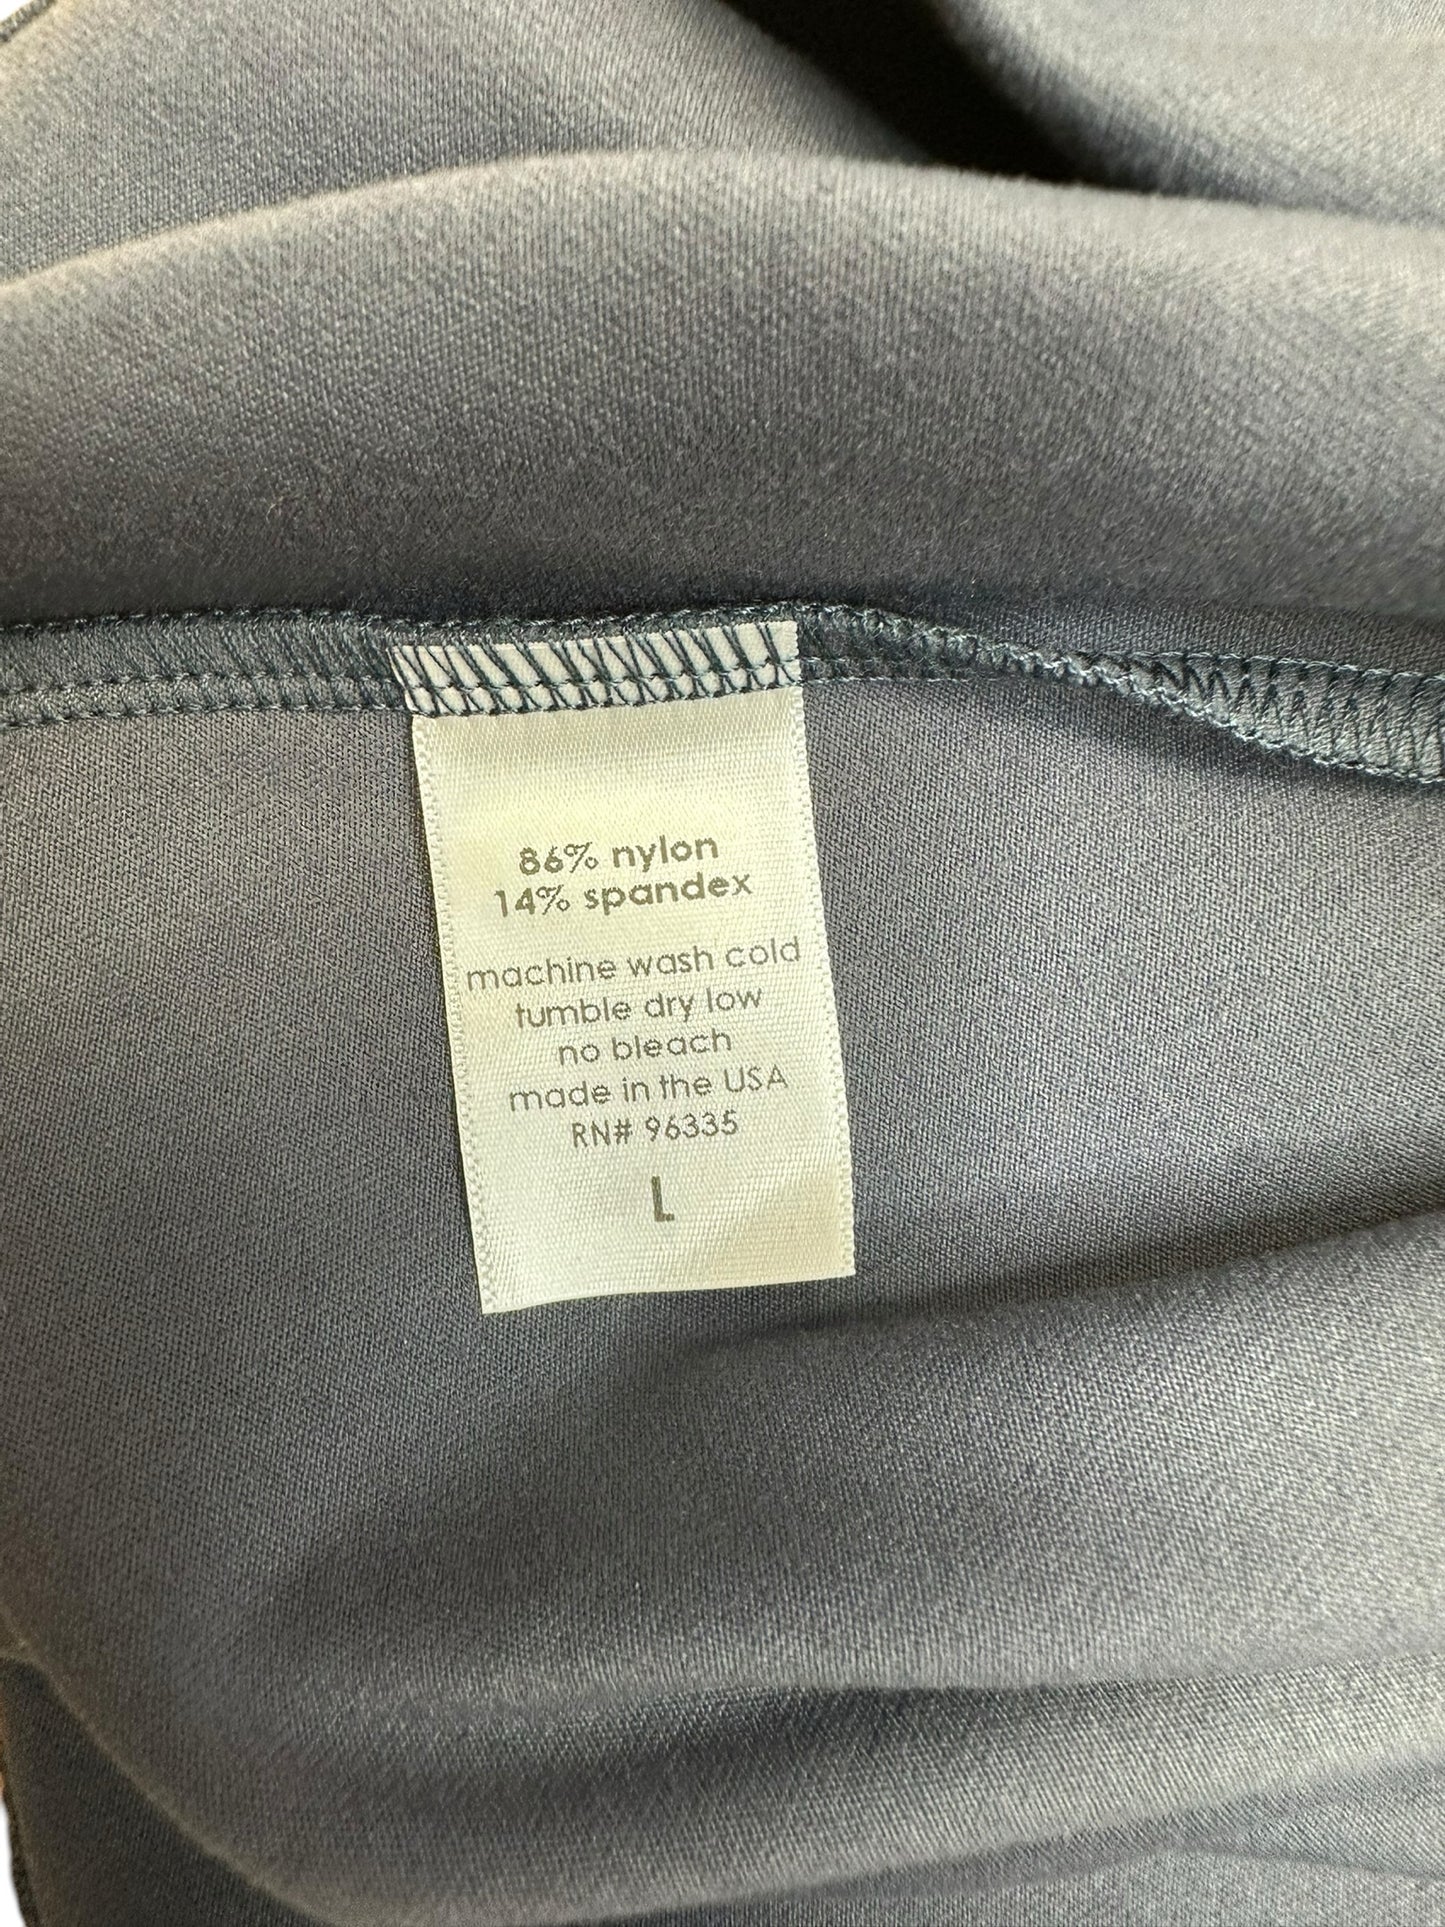 86% nylon
14% spandex
machine wash cold
tumble dry low
no bleach
made in the USA
RN# 96335
L